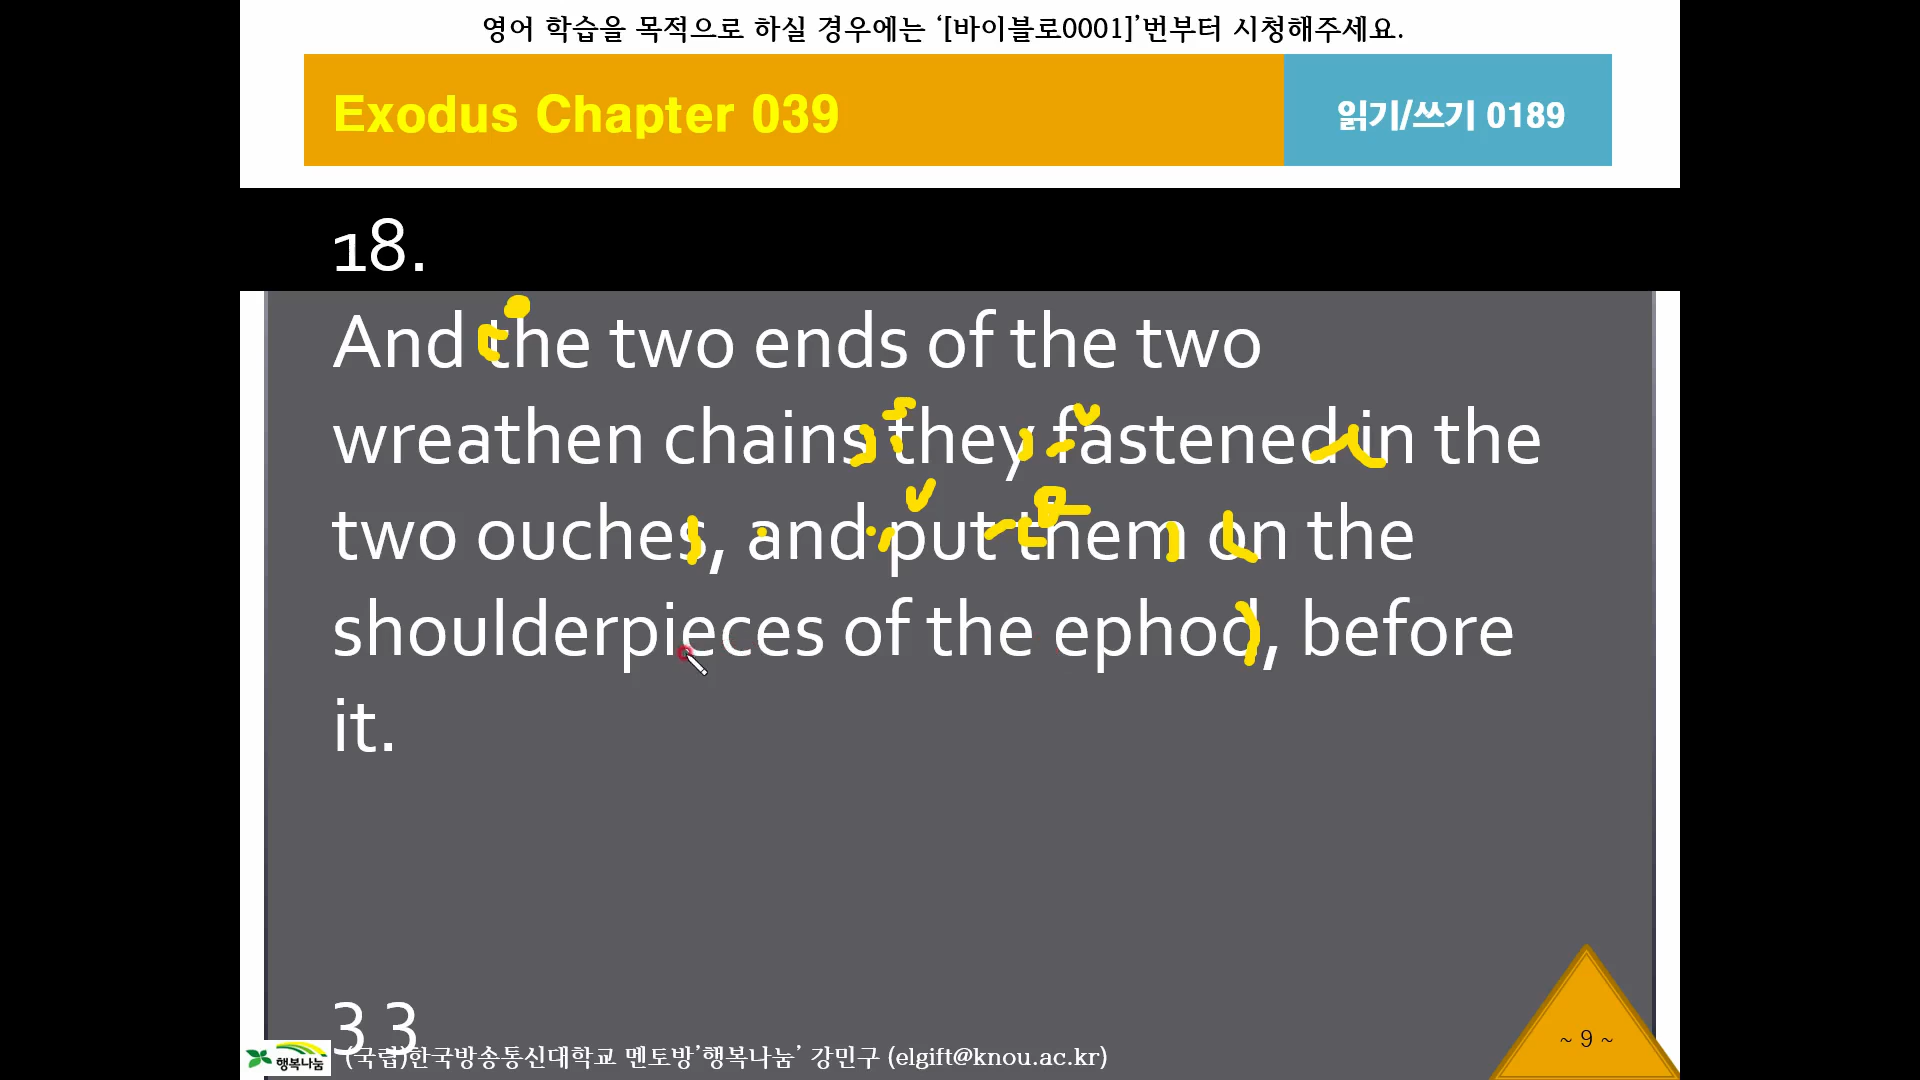 영어 학습을 목적으로 하실 경우에는 ‘[바이블로0001]’번부터 시청해주세요.
Exodus Chapter 039
읽기/쓰기 0189
18.
And the two ends of the two
wreathen chains they fastened in the
two ouches, and put them on the
shoulderpieces of the ephod, before
it.
33
행복나눔
(국립)한국방송통신대학교 멘토방’행복나눔’ 강민구 (elgift@knou.ac.kr)
~ 9 ~